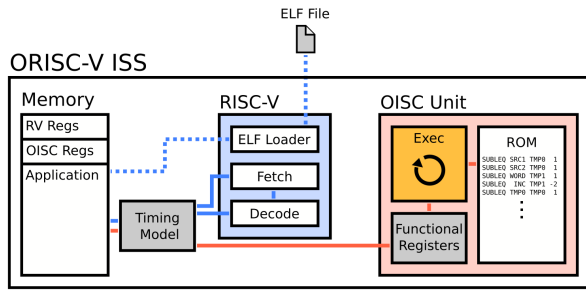 ELF File
ORISC-V ISS
Memory
RV Regs
OISC Regs
Application
Timing
Model
RISC-V
ELF Loader
Fetch
Decode
OISC Unit
Exec
Functional
Registers
ROM
SUBLEQ SRC1 TMP0 1
SUBLEQ SRC2 TMP0 1
SUBLEQ WORD TMP1 1
SUBLEQ INC TMP1 -2
SUBLEQ TMP0 TMP0 1